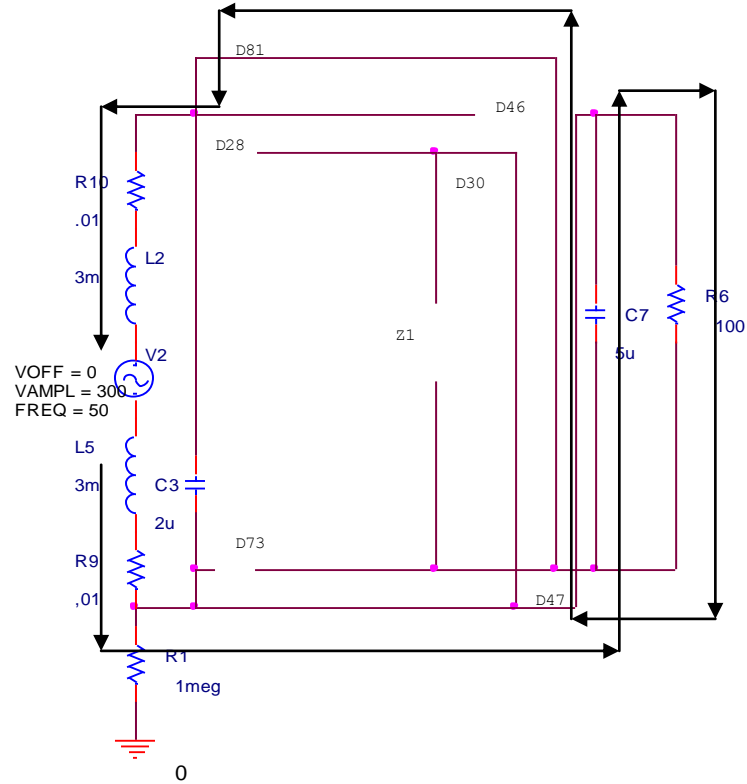 D81
D46
D28
D30
R10
.01
L2
3m
R6
100
C7
5u
Z1
V2
VOFF = 0
VAMPL = 300
FREQ = 50
L5
3m
C3
2u
D73
R9
,01
D47
R1
1meg
0